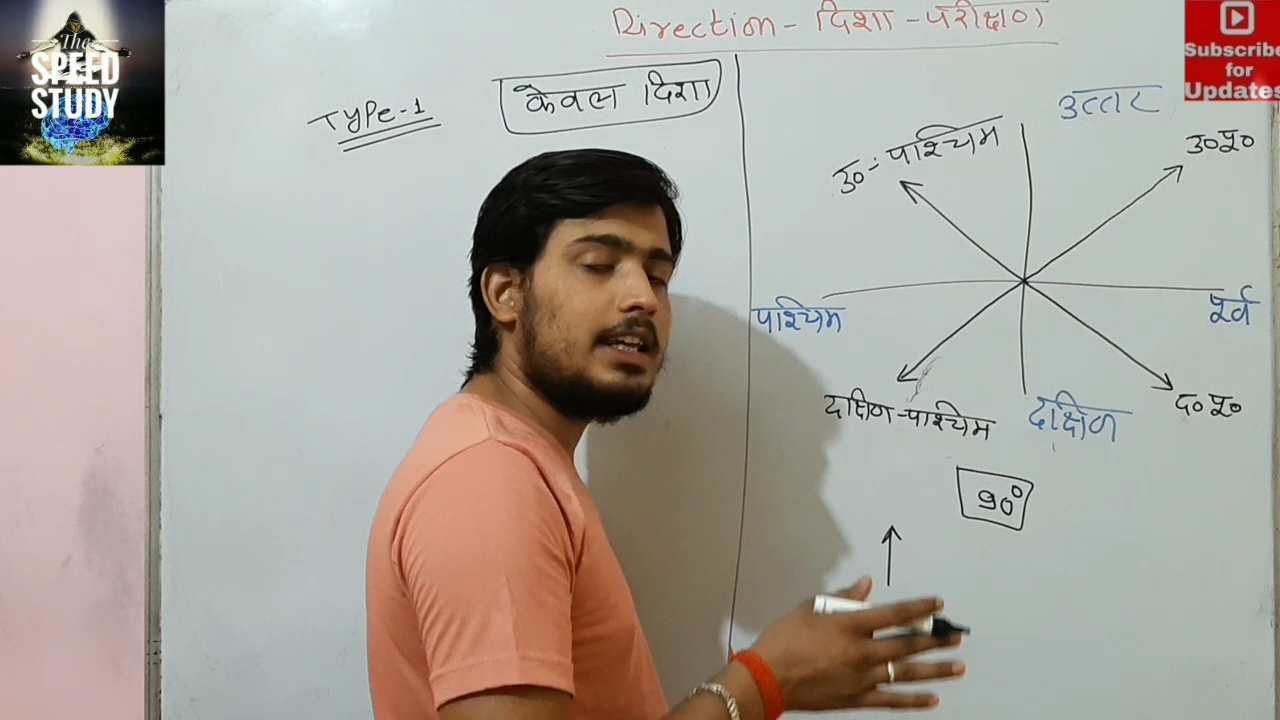 The
SPEED
STUDY
Subscribe
for
Updates
Direction - दिशा - परीक्षण
Type-1
केवल दिशा
उत्तर
उ०-पश्चिम
उ०पू०
पश्चिम
पूर्व
दक्षिण-पश्चिम
दक्षिण
द०पू०
90°